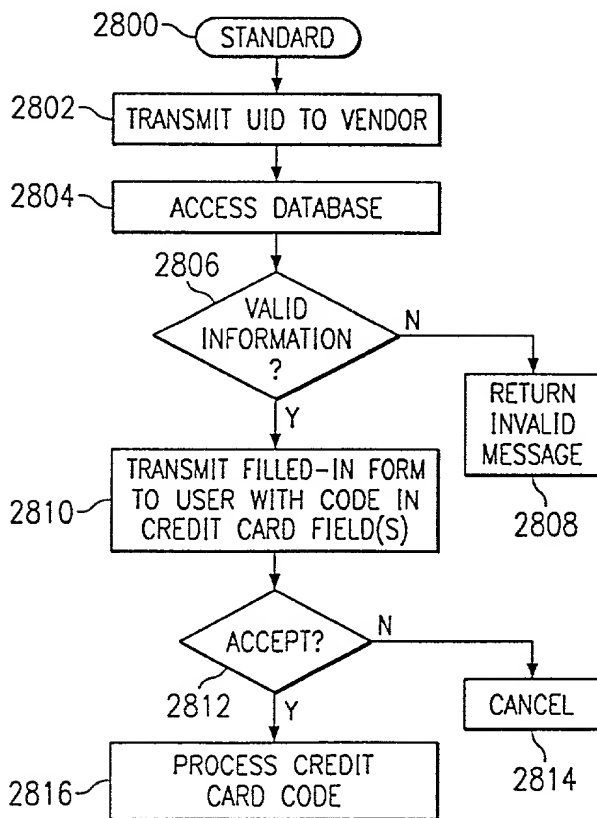 2800
STANDARD
2802
TRANSMIT UID TO VENDOR
2804
ACCESS DATABASE
2806
VALID
INFORMATION
?
N
Y
RETURN
INVALID
MESSAGE
2808
2810
TRANSMIT FILLED-IN FORM
TO USER WITH CODE IN
CREDIT CARD FIELD(S)
ACCEPT?
N
2812
Y
CANCEL
2814
2816
PROCESS CREDIT
CARD CODE